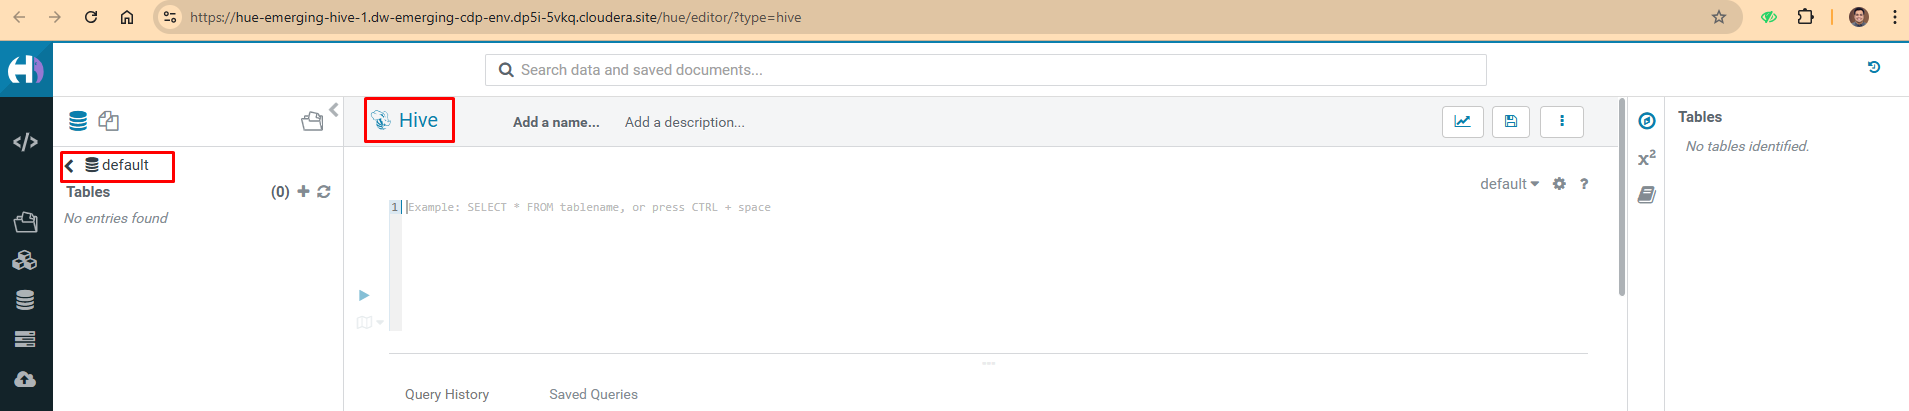 https://hue-emerging-hive-1.dw-emerging-cdp-env.dp5i-5vkq.cloudera.site/hue/editor/?type=hive
Search data and saved documents...
Hive
Add a name...
Add a description...
Tables
No tables identified.
default
Tables
(0)
No entries found
default
?
1
Example: SELECT * FROM tablename, or press CTRL + space
x²
Query History
Saved Queries